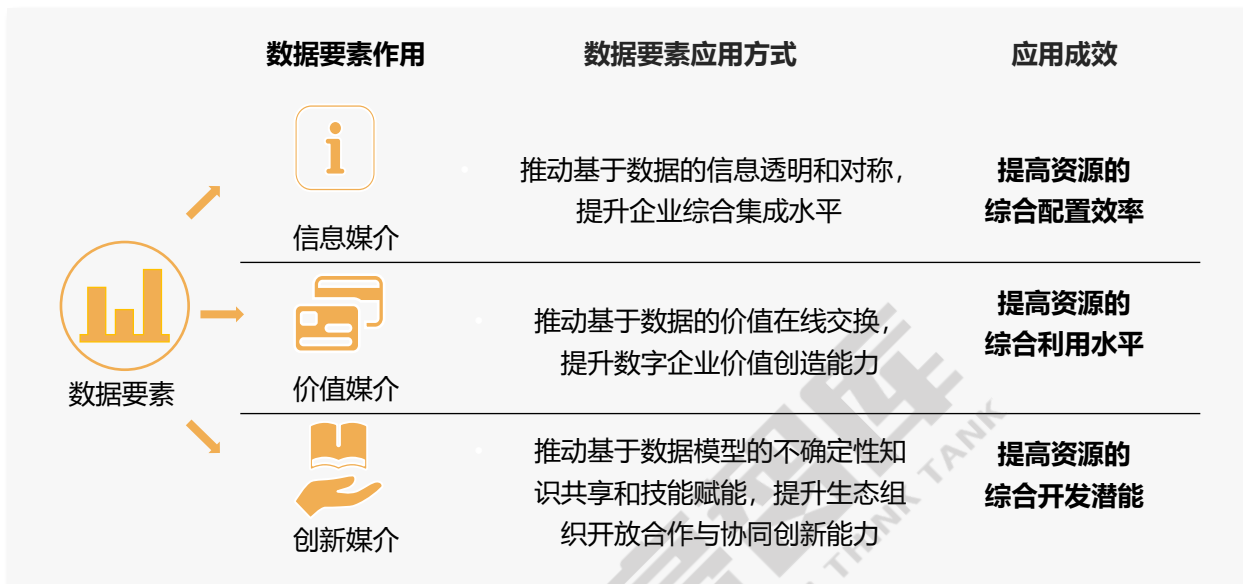 数据要素作用 数据要素应用方式 应用成效
信息媒介
推动基于数据的信息透明和对称，
提升企业综合集成水平
提高资源的
综合配置效率
数据要素
价值媒介
推动基于数据的价值在线交换，
提升数字企业价值创造能力
提高资源的
综合利用水平
创新媒介
推动基于数据模型的不确定性知
识共享和技能赋能，提升生态组
织开放合作与协同创新能力
提高资源的
综合开发潜能
THINK TANK